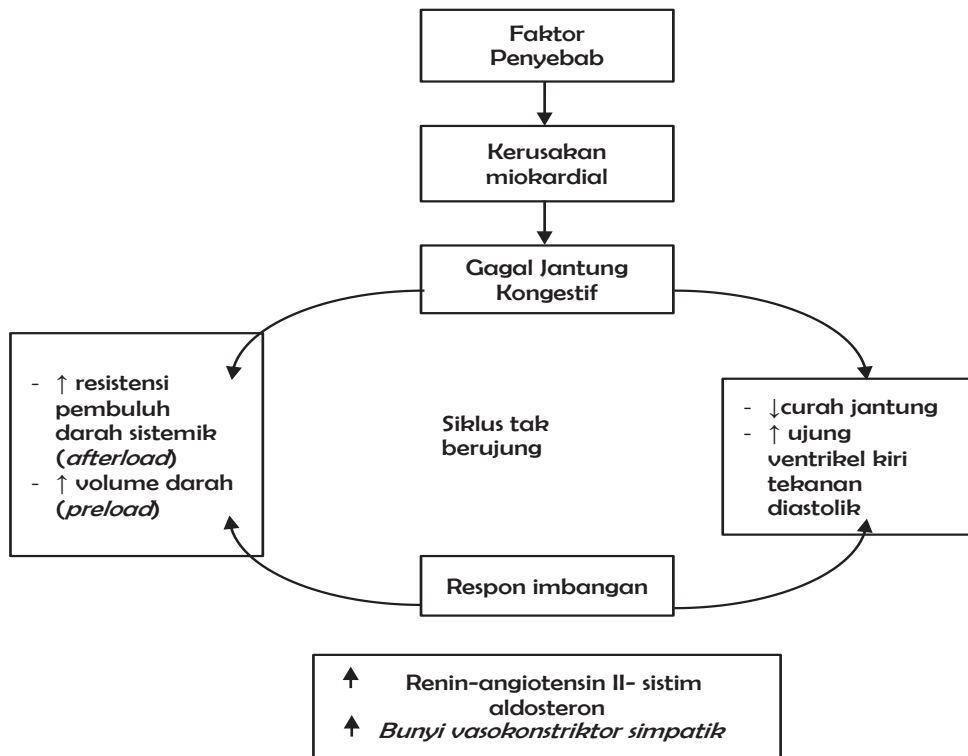 Faktor
Penyebab
Kerusakan
miokardial
Gagal Jantung
Kongestif
- ↑ resistensi
pembuluh
darah sistemik
(afterload)
- ↑ volume darah
(preload)
Siklus tak
berujung
- ↓curah jantung
- ↑ ujung
ventrikel kiri
tekanan
diastolik
Respon imbangan
↑ Renin-angiotensin II- sistim
aldosteron
↑ Bunyi vasokonstriktor simpatik